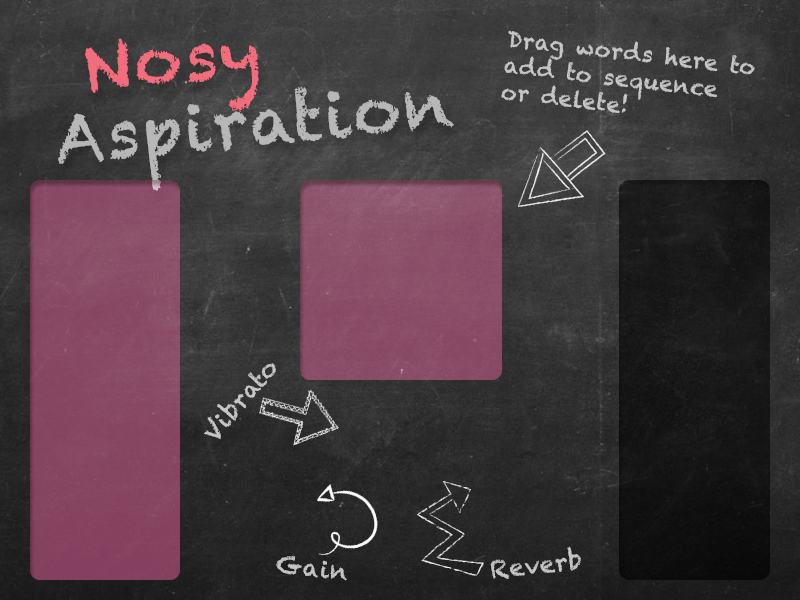 Nosy
Aspiration
Drag words here to
add to sequence
or delete!
Vibrato
Gain
Reverb